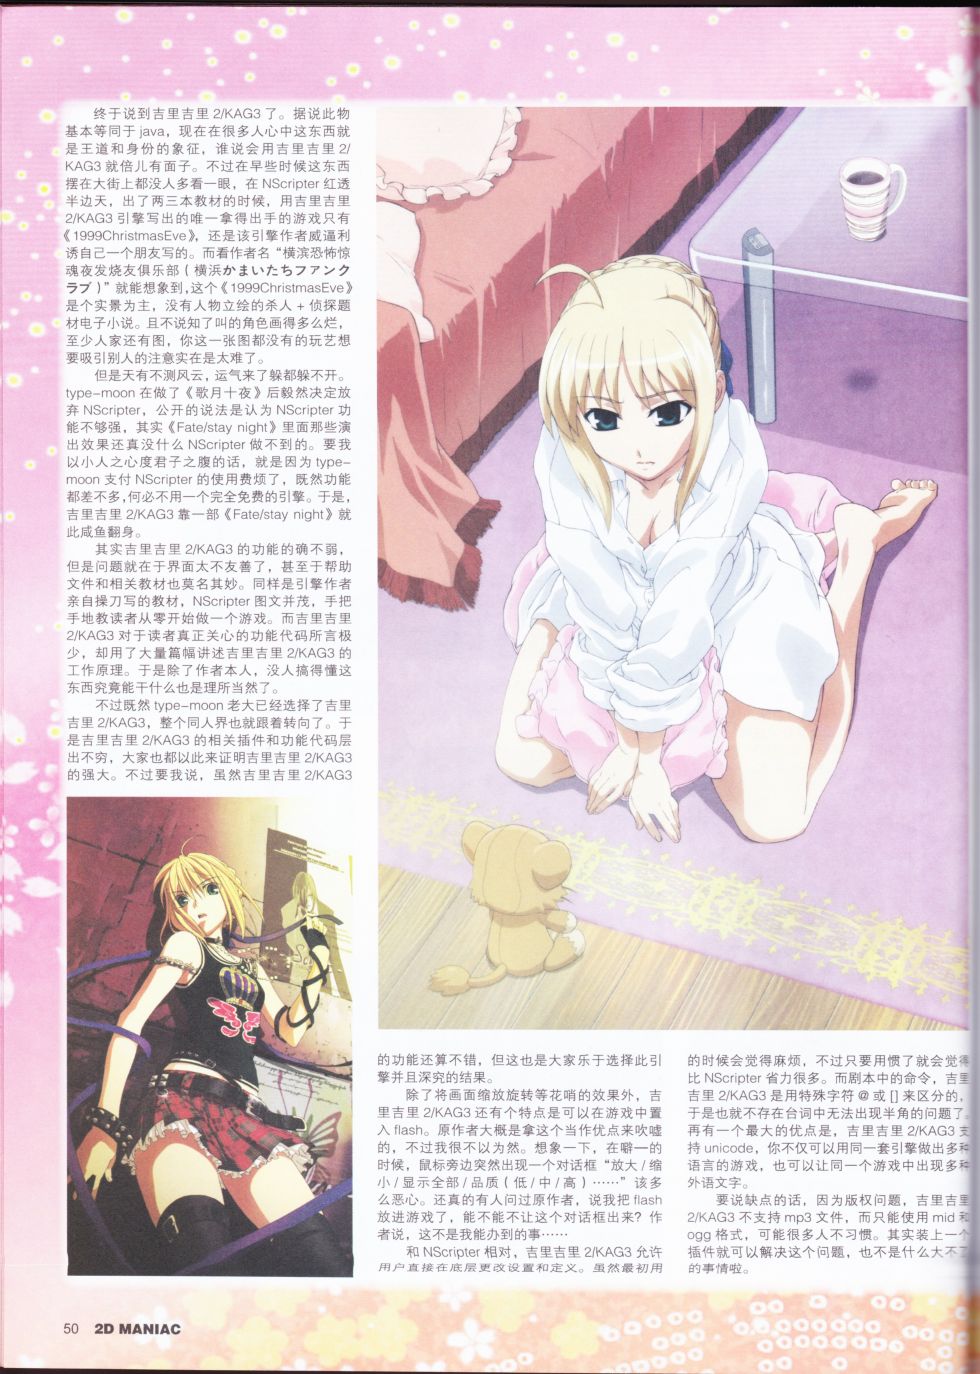 终于说到吉里吉里 2/KAG3 了。据说此物
基本等同于 java，现在在很多人心中这东西就
是王道和身份的象征，谁说会用吉里吉里 2/
KAG3 就倍儿有面子。不过在早些时候这东西
摆在大街上都没人多看一眼，在 NScripter 红透
半边天，出了两三本教材的时候，用吉里吉里
2/KAG3 引擎写出的唯一拿得出手的游戏只有
《1999ChristmasEve》，还是该引擎作者威逼利
诱自己一个朋友写的。而看作者名“横滨恐怖惊
魂夜发烧友俱乐部（横浜かまいたちファンク
ラブ）”就能想象到，这个《1999ChristmasEve》
是个实景为主，没有人物立绘的杀人 + 侦探题
材电子小说。且不说知了叫的角色画得多么烂，
至少人家还有图，你这一张图都没有的玩艺想
要吸引别人的注意实在是太难了。
但是天有不测风云，运气来了躲都躲不开。
type-moon 在做了《歌月十夜》后毅然决定放
弃 NScripter，公开的说法是认为 NScripter 功
能不够强，其实《Fate/stay night》里面那些演
出效果还真没什么 NScripter 做不到的。要我
以小人之心度君子之腹的话，就是因为 type-
moon 支付 NScripter 的使用费烦了，既然功能
都差不多，何必不用一个完全免费的引擎。于是，
吉里吉里 2/KAG3 靠一部《Fate/stay night》就
此咸鱼翻身。
其实吉里吉里 2/KAG3 的功能的确不弱，
但是问题就在于界面太不友善了，甚至于帮助
文件和相关教材也莫名其妙。同样是引擎作者
亲自操刀写的教材，NScripter 图文并茂，手把
手地教读者从零开始做一个游戏。而吉里吉里
2/KAG3 对于读者真正关心的功能代码所言极
少，却用了大量篇幅讲述吉里吉里 2/KAG3 的
工作原理。于是除了作者本人，没人搞得懂这
东西究竟能干什么也是理所当然了。
不过既然 type-moon 老大已经选择了吉里
吉里 2/KAG3，整个同人界也就跟着转向了。于
是吉里吉里 2/KAG3 的相关插件和功能代码层
出不穷，大家也都以此来证明吉里吉里 2/KAG3
的强大。不过要我说，虽然吉里吉里 2/KAG3
的功能还算不错，但这也是大家乐于选择此引
擎并且深究的结果。
除了将画面缩放旋转等花哨的效果外，吉
里吉里 2/KAG3 还有个特点是可以在游戏中置
入 flash。原作者大概是拿这个当作优点来吹嘘
的，不过我很不以为然。想象一下，在噼—的
时候，鼠标旁边突然出现一个对话框“放大 / 缩
小 / 显示全部 / 品质（低 / 中 / 高）……”该多
么恶心。还真的有人问过原作者，说我把 flash
放进游戏了，能不能不让这个对话框出来？作
者说，这不是我能办到的事……
和 NScripter 相对，吉里吉里 2/KAG3 允许
用户直接在底层更改设置和定义。虽然最初用
的时候会觉得麻烦，不过只要用惯了就会觉得
比 NScripter 省力很多。而剧本中的命令，吉里
吉里 2/KAG3 是用特殊字符 @ 或 [] 来区分的，
于是也就不存在台词中无法出现半角的问题了。
再有一个最大的优点是，吉里吉里 2/KAG3 支
持 unicode，你不仅可以用同一套引擎做出多种
语言的游戏，也可以让同一个游戏中出现多种
外语文字。
要说缺点的话，因为版权问题，吉里吉里
2/KAG3 不支持 mp3 文件，而只能使用 mid 和
ogg 格式，可能很多人不习惯。其实装上一个
插件就可以解决这个问题，也不是什么大不了
的事情啦。
50 2D MANIAC